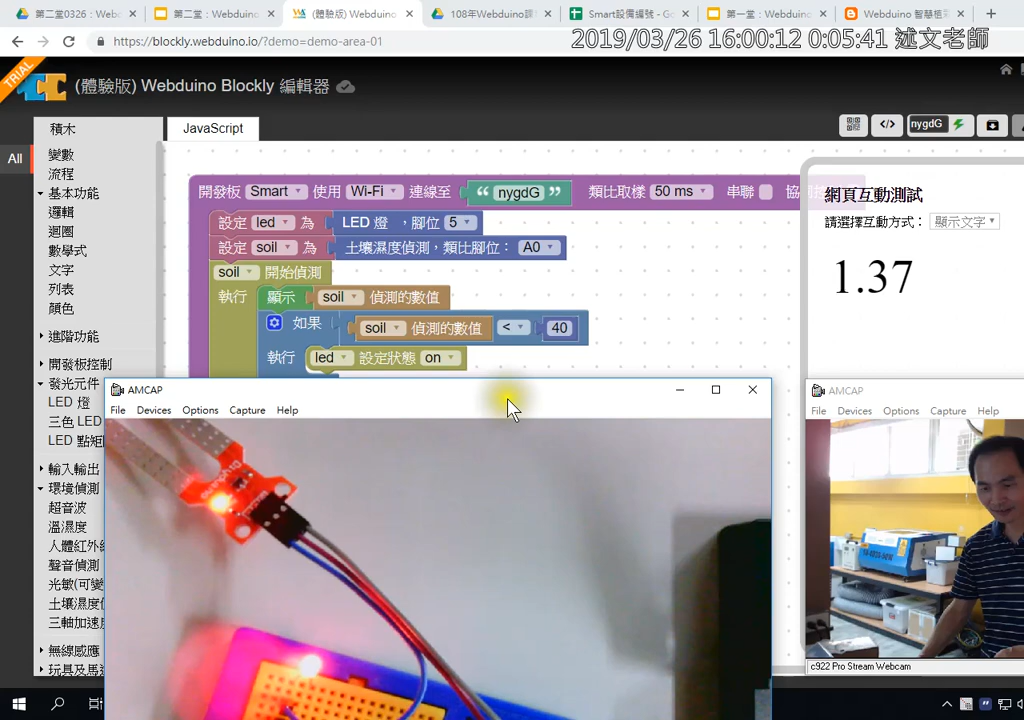 第二堂0326：Webd
第二堂：Webduino
(體驗版) Webduino
108年Webduino課
Smart設備編號 - Go
第一堂：Webduino
Webduino 智慧植
https://blockly.webduino.io/?demo=demo-area-01
2019/03/26 16:00:12 0:05:41 述文老師
TRIAL
(體驗版) Webduino Blockly 編輯器
積木
JavaScript
nygdG
All
變數
流程
基本功能
邏輯
迴圈
數學式
文字
列表
顏色
進階功能
開發板控制
發光元件
LED 燈
三色 LED
LED 點矩
輸入輸出
環境偵測
超音波
溫濕度
人體紅外線
聲音偵測
光敏(可變
土壤濕度
三軸加速度
無線感應
玩具及馬達
開發板 Smart 使用 Wi-Fi 連線至 “ nygdG ” 類比取樣 50 ms 串聯 協
設定 led 為 LED 燈 ，腳位 5
設定 soil 為 土壤濕度偵測，類比腳位： A0
soil 開始偵測
執行 顯示 soil 偵測的數值
如果 soil 偵測的數值 < 40
執行 led 設定狀態 on
網頁互動測試
請選擇互動方式： 顯示文字
1.37
AMCAP
File Devices Options Capture Help
AMCAP
File Devices Options Capture Help
c922 Pro Stream Webcam